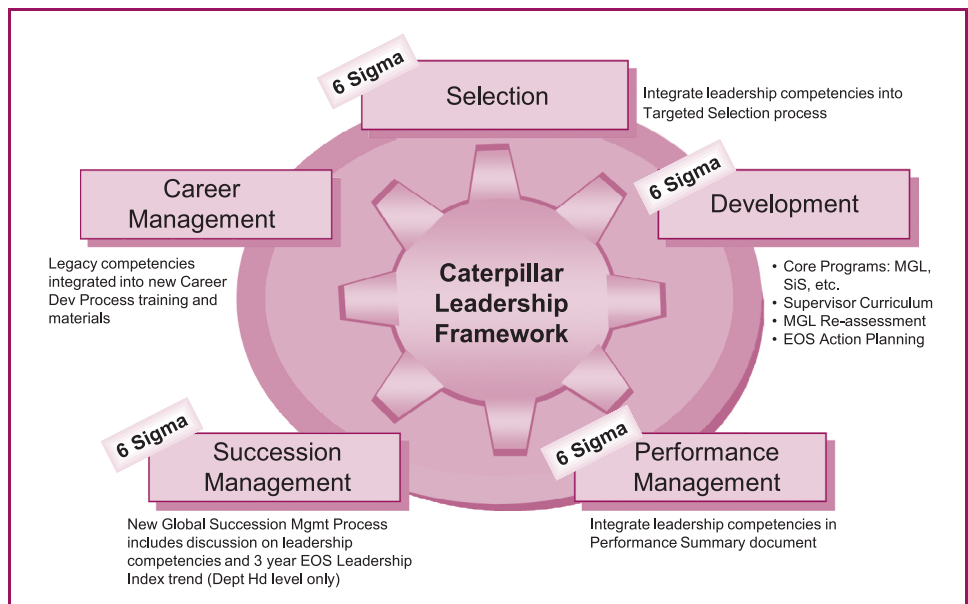 6 Sigma
Selection
Integrate leadership competencies into
Targeted Selection process
6 Sigma
Development
• Core Programs: MGL,
SiS, etc.
• Supervisor Curriculum
• MGL Re-assessment
• EOS Action Planning
Career
Management
Legacy competencies
integrated into new Career
Dev Process training and
materials
Caterpillar
Leadership
Framework
6 Sigma
Succession
Management
New Global Succession Mgmt Process
includes discussion on leadership
competencies and 3 year EOS Leadership
Index trend (Dept Hd level only)
6 Sigma
Performance
Management
Integrate leadership competencies in
Performance Summary document